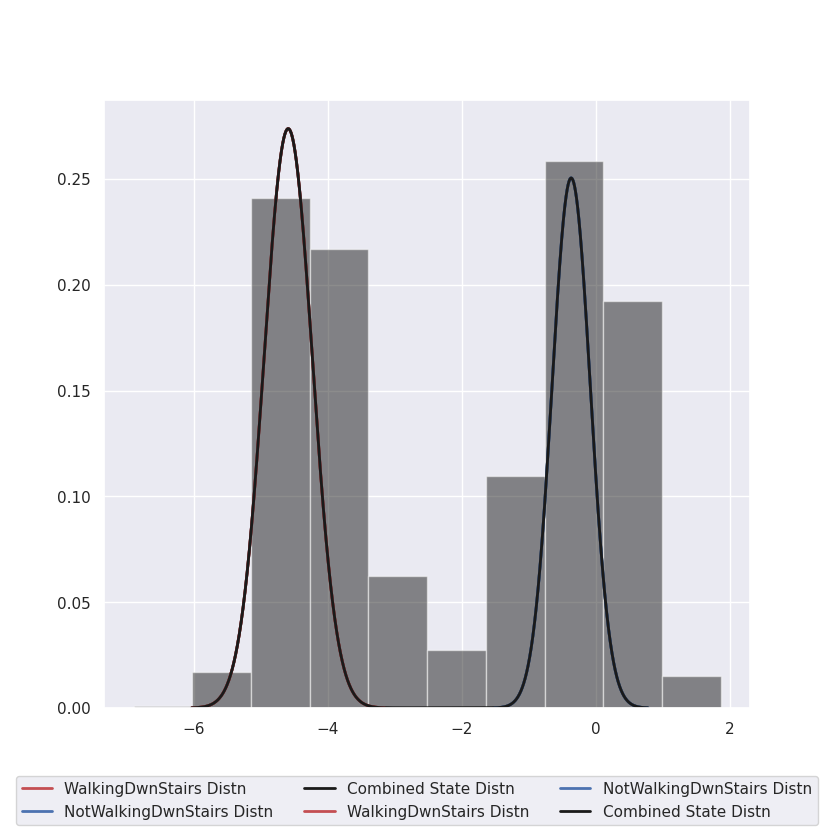 0.25
0.20
0.15
0.10
0.05
0.00
−6 −4 −2 0 2
WalkingDwnStairs Distn Combined State Distn NotWalkingDwnStairs Distn
NotWalkingDwnStairs Distn WalkingDwnStairs Distn Combined State Distn